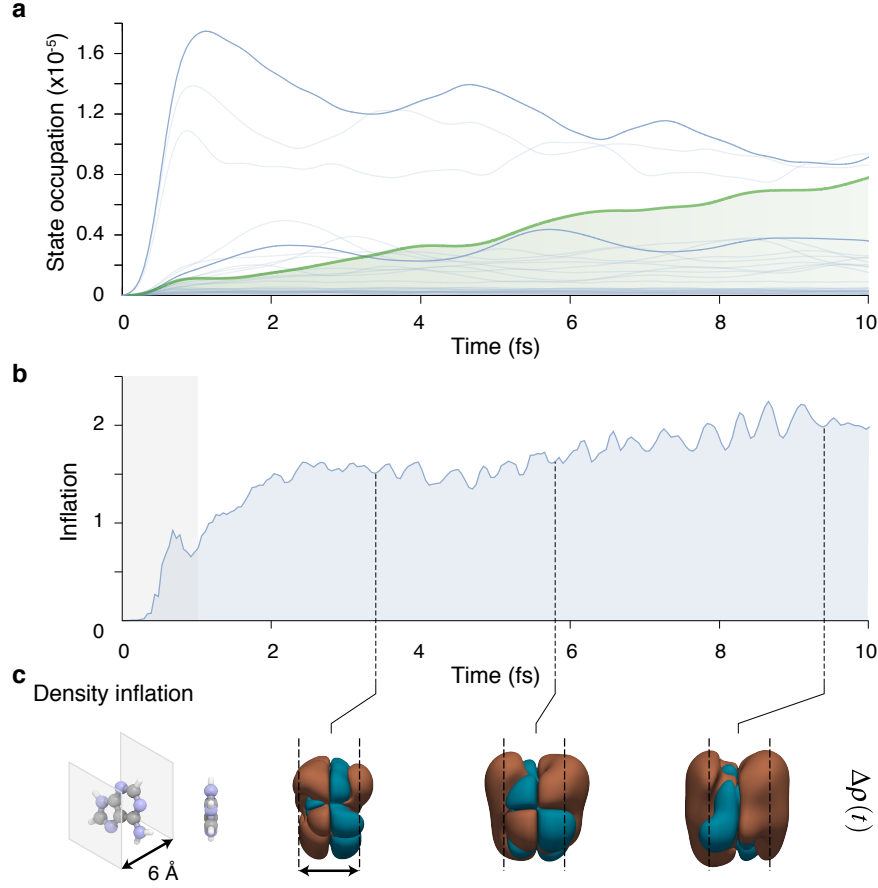 a
State occupation (x10-5)
1.6
1.2
0.8
0.4
0
0 2 4 6 8 10
Time (fs)
b
Inflation
2
1
0
0 2 4 6 8 10
Time (fs)
c
Density inflation
6 Å
Δρ(t)